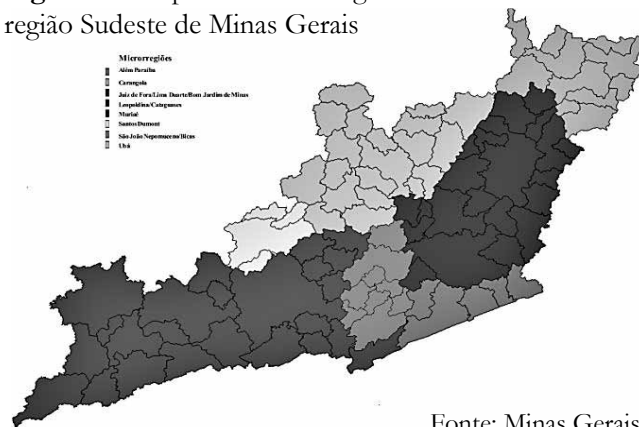 região Sudeste de Minas Gerais
Microrregiões
Além Paraíba
Carangola
Juiz de Fora/Lima Duarte/Bom Jardim de Minas
Leopoldina/Cataguases
Muriaé
Santos Dumont
São João Nepomuceno/Bicas
Ubá
Fonte: Minas Gerais